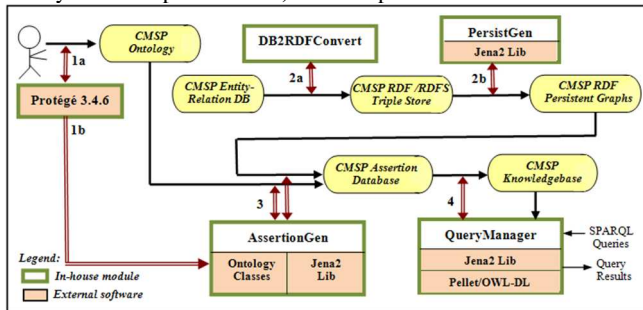 CMSP
Ontology
1a
Protégé 3.4.6
1b
DB2RDFConvert
PersistGen
Jena2 Lib
2a
2b
CMSP Entity-
Relation DB
CMSP RDF /RDFS
Triple Store
CMSP RDF
Persistent Graphs
CMSP Assertion
Database
CMSP
Knowledgebase
3
4
AssertionGen
Ontology
Classes
Jena2
Lib
QueryManager
Jena2 Lib
Pellet/OWL-DL
SPARQL
Queries
Query
Results
Legend:
In-house module
External software